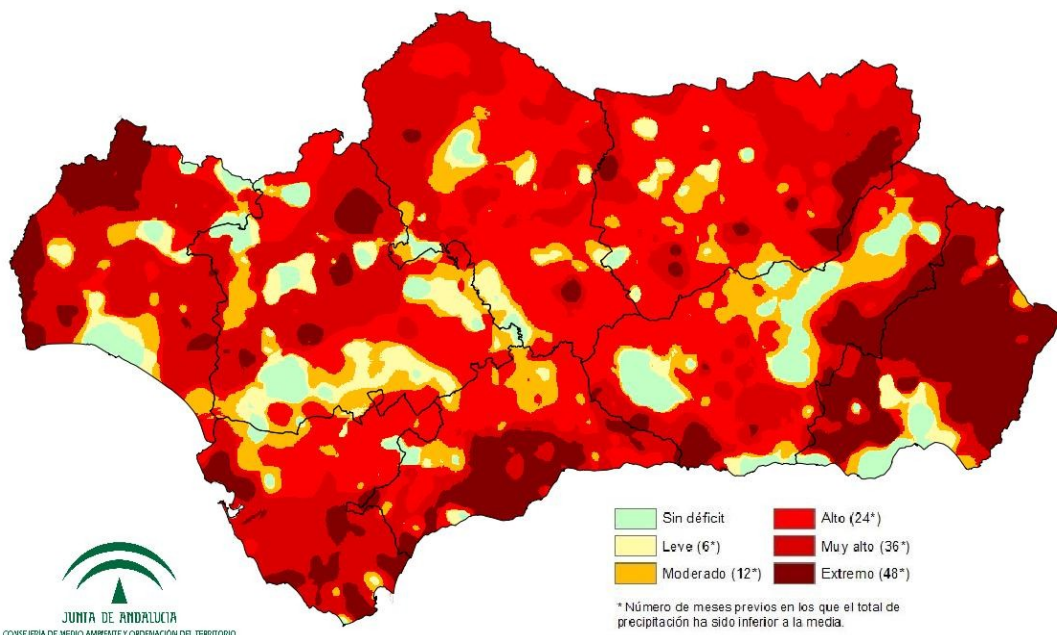 Sin déficit
Leve (6*)
Moderado (12*)
Alto (24*)
Muy alto (36*)
Extremo (48*)
* Número de meses previos en los que el total de
precipitación ha sido inferior a la media.
JUNTA DE ANDALUCIA
CONSEJERÍA DE MEDIO AMBIENTE Y ORDENACIÓN DEL TERRITORIO